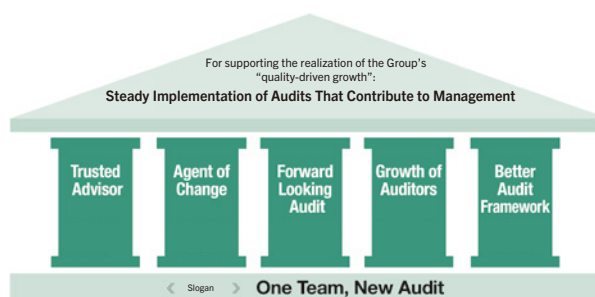 For supporting the realization of the Group's
“quality-driven growth”:
Steady Implementation of Audits That Contribute to Management
Trusted
Advisor
Agent of
Change
Forward
Looking
Audit
Growth of
Auditors
Better
Audit
Framework
《 Slogan 》 One Team, New Audit